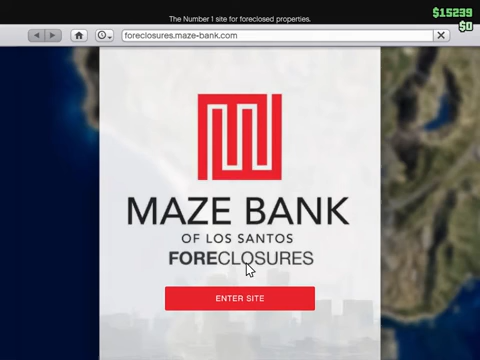 The Number 1 site for foreclosed properties.
$15239
$0
foreclosures.maze-bank.com
MAZE BANK
OF LOS SANTOS
FORECLOSURES
ENTER SITE